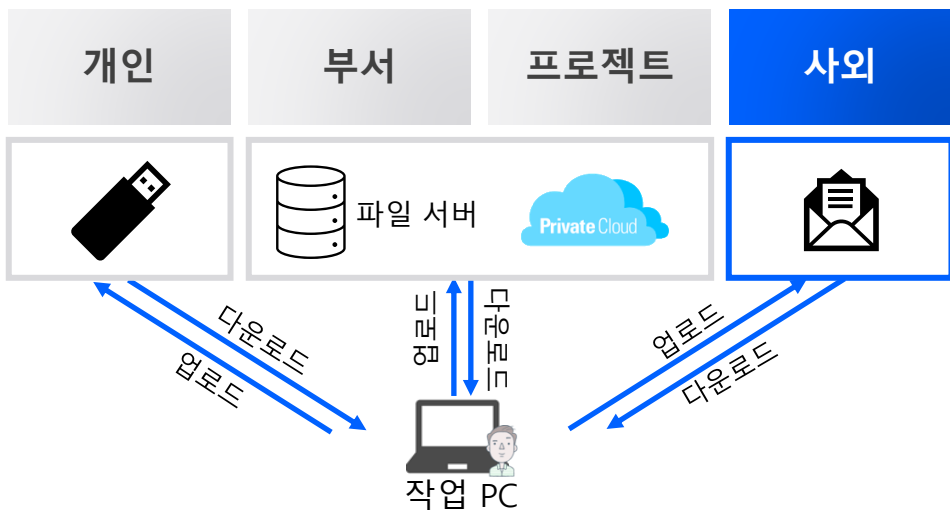 개인
부서
프로젝트
사외
파일 서버
Private Cloud
다운로드
업로드
업로드
다운로드
업로드
다운로드
작업 PC